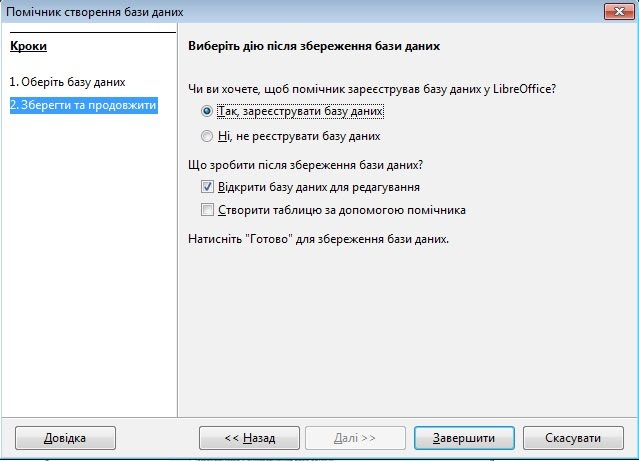 Помічник створення бази даних
Кроки
1. Оберіть базу даних
2. Зберегти та продовжити
Виберіть дію після збереження бази даних
Чи ви хочете, щоб помічник зареєстрував базу даних у LibreOffice?
Так, зареєструвати базу даних
Ні, не реєструвати базу даних
Що зробити після збереження бази даних?
Відкрити базу даних для редагування
Створити таблицю за допомогою помічника
Натисніть "Готово" для збереження бази даних.
Довідка
<< Назад
Далі >>
Завершити
Скасувати